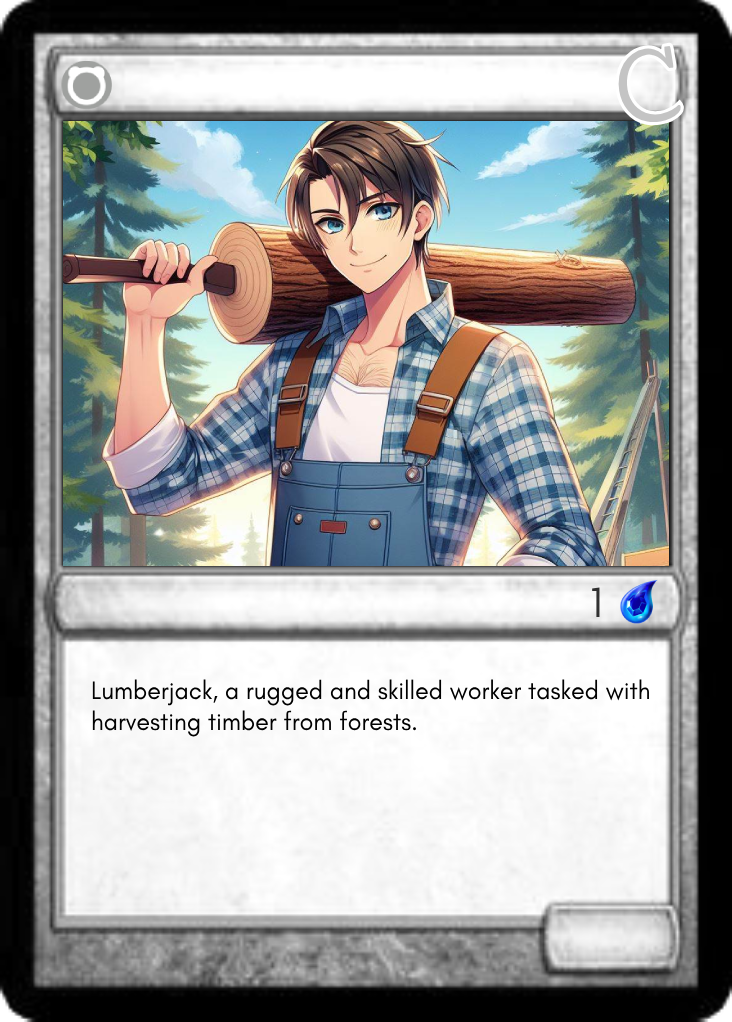 C
1
Lumberjack, a rugged and skilled worker tasked with
harvesting timber from forests.